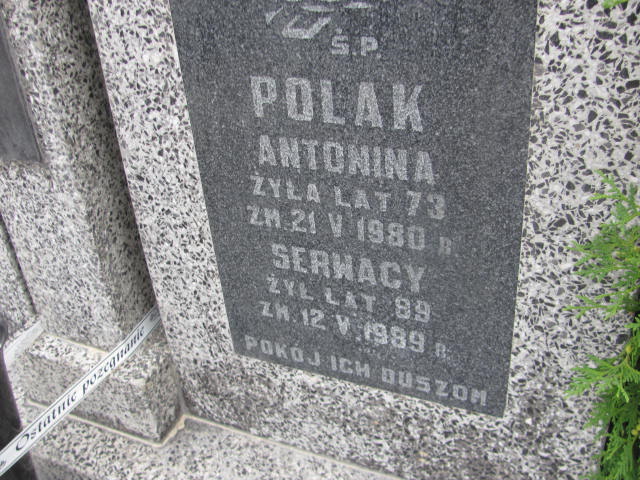 Ś.P.
POLAK
ANTONINA
ŻYŁA LAT 73
ZM. 21 V 1980 R.
SERWACY
ŻYŁ LAT 89
ZM. 12 V. 1989 R.
POKÓJ ICH DUSZOM
Ostatnie pożegnanie